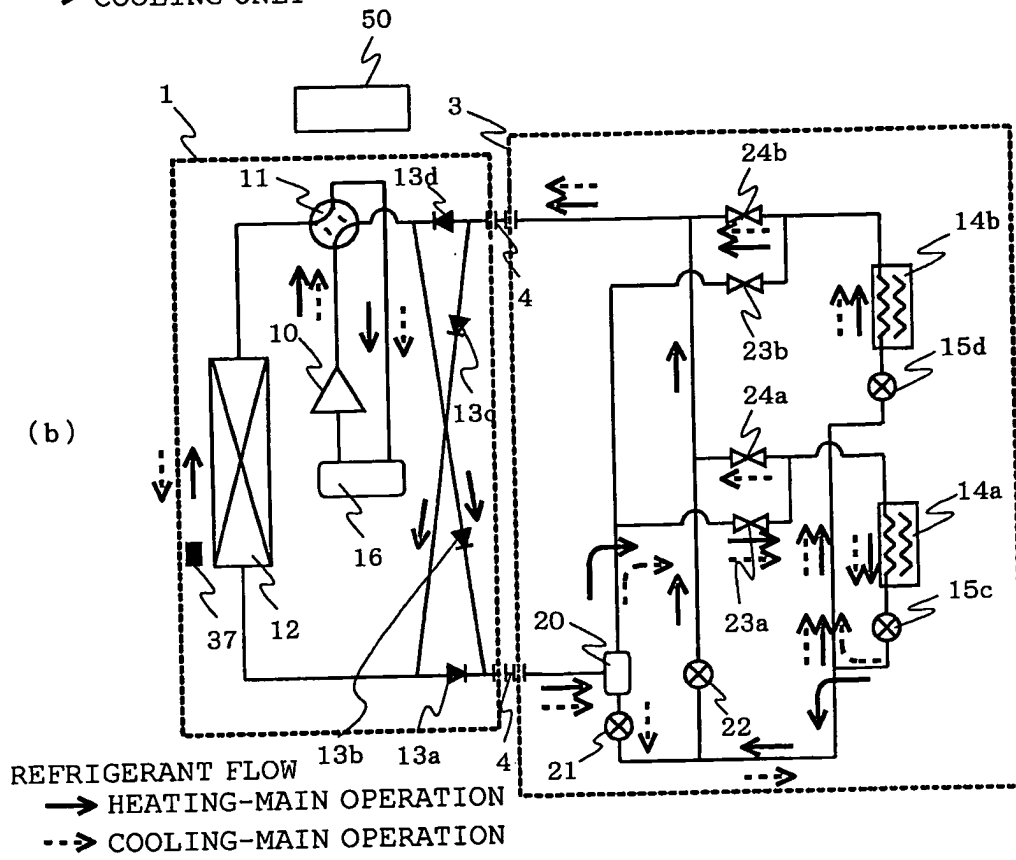 COOLING ONLY
50
1
3
24b
11
13d
14b
4
23b
10
15d
13c
24a
(b)
14a
16
15c
37
12
20
23a
22
13b
13a
4
21
REFRIGERANT FLOW
HEATING-MAIN OPERATION
COOLING-MAIN OPERATION